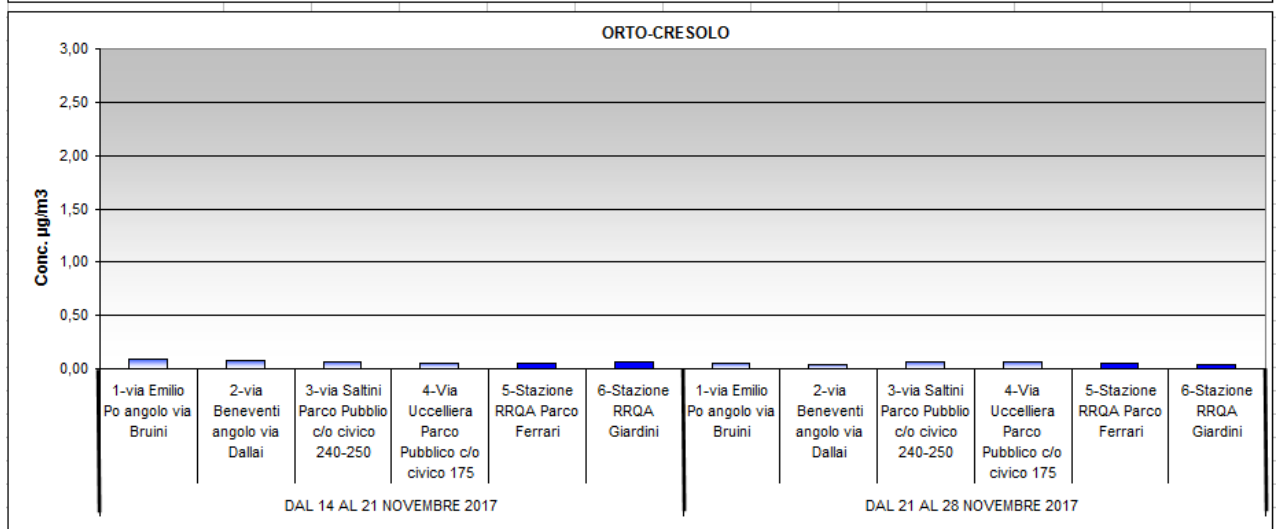 ORTO-CRESOLO
3,00
2,50
2,00
1,50
1,00
0,50
0,00
Conc. µg/m3
1-via Emilio
Po angolo via
Bruini
2-via
Beneventi
angolo via
Dallai
3-via Saltini
Parco Pubblio
c/o civico
240-250
4-Via
Uccelliera
Parco
Pubblico c/o
civico 175
5-Stazione
RRQA Parco
Ferrari
6-Stazione
RRQA
Giardini
1-via Emilio
Po angolo via
Bruini
2-via
Beneventi
angolo via
Dallai
3-via Saltini
Parco Pubblio
c/o civico
240-250
4-Via
Uccelliera
Parco
Pubblico c/o
civico 175
5-Stazione
RRQA Parco
Ferrari
6-Stazione
RRQA
Giardini
DAL 14 AL 21 NOVEMBRE 2017
DAL 21 AL 28 NOVEMBRE 2017